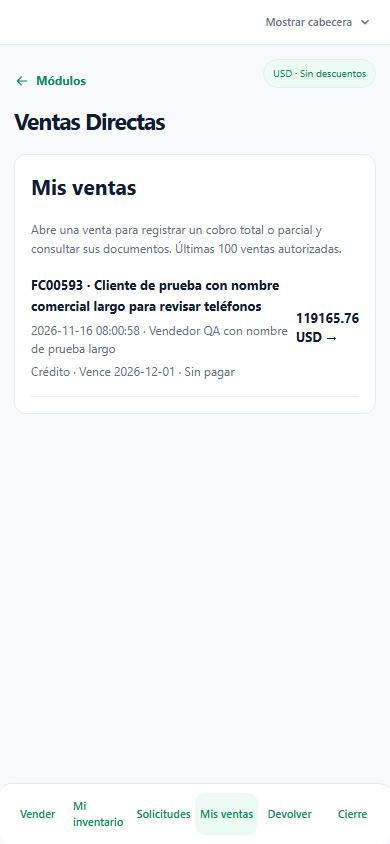 Mostrar cabecera
← Módulos
USD · Sin descuentos
Ventas Directas
Mis ventas
Abre una venta para registrar un cobro total o parcial y
consultar sus documentos. Últimas 100 ventas autorizadas.
FC00593 · Cliente de prueba con nombre
comercial largo para revisar teléfonos
2026-11-16 08:00:58 · Vendedor QA con nombre
de prueba largo
Crédito · Vence 2026-12-01 · Sin pagar
119165.76
USD →
Vender
Mi
inventario
Solicitudes
Mis ventas
Devolver
Cierre